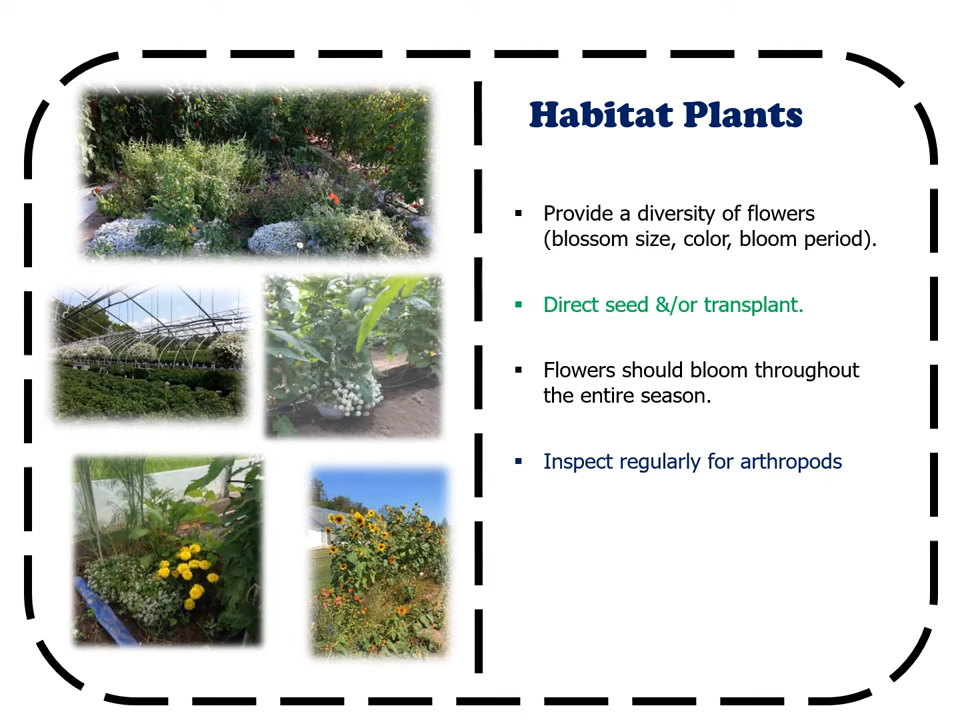 Habitat Plants
▪ Provide a diversity of flowers
(blossom size, color, bloom period).
▪ Direct seed &/or transplant.
▪ Flowers should bloom throughout
the entire season.
▪ Inspect regularly for arthropods